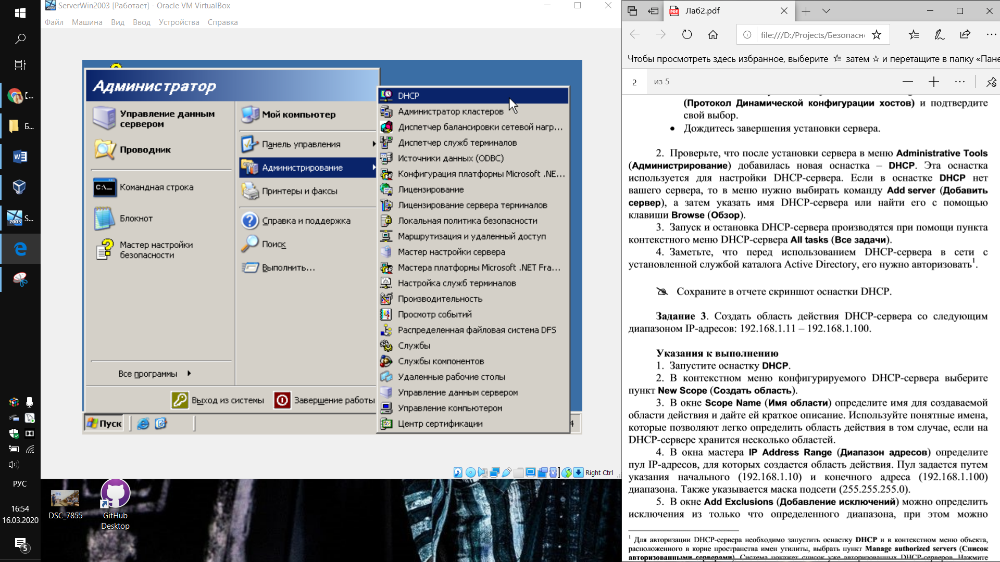 ServerWin2003 [Работает] - Oracle VM VirtualBox
Файл Машина Вид Ввод Устройства Справка
Администратор
Управление данным
сервером
Проводник
Командная строка
Блокнот
Мастер настройки
безопасности
Все программы
Мой компьютер
Панель управления
Администрирование
Принтеры и факсы
Справка и поддержка
Поиск
Выполнить...
Выход из системы
Завершение работы
DHCP
Администратор кластеров
Диспетчер балансировки сетевой нагр...
Диспетчер служб терминалов
Источники данных (ODBC)
Конфигурация платформы Microsoft .NE...
Лицензирование
Лицензирование сервера терминалов
Локальная политика безопасности
Маршрутизация и удаленный доступ
Мастер настройки сервера
Мастера платформы Microsoft .NET Fra...
Настройка служб терминалов
Производительность
Просмотр событий
Распределенная файловая система DFS
Службы
Службы компонентов
Удаленные рабочие столы
Управление данным сервером
Управление компьютером
Центр сертификации
Пуск
4
Right Ctrl
[...
Б...
2003 S...
РУС
16:54
16.03.2020
5
DSC_7855
GitHub
Desktop
Лаб2.pdf
file:///D:/Projects/Безопасн
Чтобы просмотреть здесь избранное, выберите затем и перетащите в папку «Пане
2 из 5
(Протокол Динамической конфигурации хостов) и подтвердите
свой выбор.
• Дождитесь завершения установки сервера.
2. Проверьте, что после установки сервера в меню Administrative Tools
(Администрирование) добавилась новая оснастка – DHCP. Эта оснастка
используется для настройки DHCP-сервера. Если в оснастке DHCP нет
вашего сервера, то в меню нужно выбирать команду Add server (Добавить
сервер), а затем указать имя DHCP-сервера или найти его с помощью
клавиши Browse (Обзор).
3. Запуск и остановка DHCP-сервера производятся при помощи пункта
контекстного меню DHCP-сервера All tasks (Все задачи).
4. Заметьте, что перед использованием DHCP-сервера в сети с
установленной службой каталога Active Directory, его нужно авторизовать1.
Сохраните в отчете скриншот оснастки DHCP.
Задание 3. Создать область действия DHCP-сервера со следующим
диапазоном IP-адресов: 192.168.1.11 – 192.168.1.100.
Указания к выполнению
1. Запустите оснастку DHCP.
2. В контекстном меню конфигурируемого DHCP-сервера выберите
пункт New Scope (Создать область).
3. В окне Scope Name (Имя области) определите имя для создаваемой
области действия и дайте ей краткое описание. Используйте понятные имена,
которые позволяют легко определить область действия в том случае, если на
DHCP-сервере хранится несколько областей.
4. В окна мастера IP Address Range (Диапазон адресов) определите
пул IP-адресов, для которых создается область действия. Пул задается путем
указания начального (192.168.1.10) и конечного адреса (192.168.1.100)
диапазона. Также указывается маска подсети (255.255.255.0).
5. В окне Add Exclusions (Добавление исключений) можно определить
исключения из только что определенного диапазона, при этом можно
1 Для авторизации DHCP-сервера необходимо запустить оснастку DHCP и в контекстном меню объекта,
расположенного в корне пространства имен утилиты, выбрать пункт Manage authorized servers (Список
авторизованными серверами). Система покажет список уже авторизованных DHCP-серверов. Нажмите